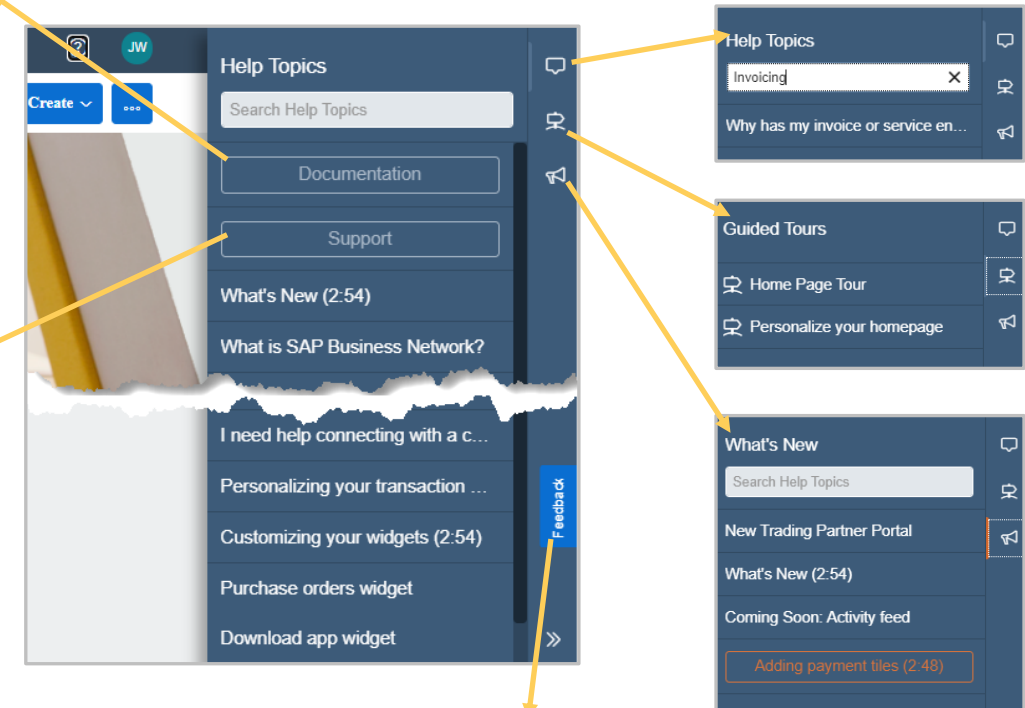 ?
JW
Create
Help Topics
Search Help Topics
Documentation
Support
What's New (2:54)
What is SAP Business Network?
I need help connecting with a c...
Personalizing your transaction ...
Customizing your widgets (2:54)
Purchase orders widget
Download app widget
Feedback
Help Topics
Invoicing
Why has my invoice or service en...
Guided Tours
Home Page Tour
Personalize your homepage
What's New
Search Help Topics
New Trading Partner Portal
What's New (2:54)
Coming Soon: Activity feed
Adding payment tiles (2:48)